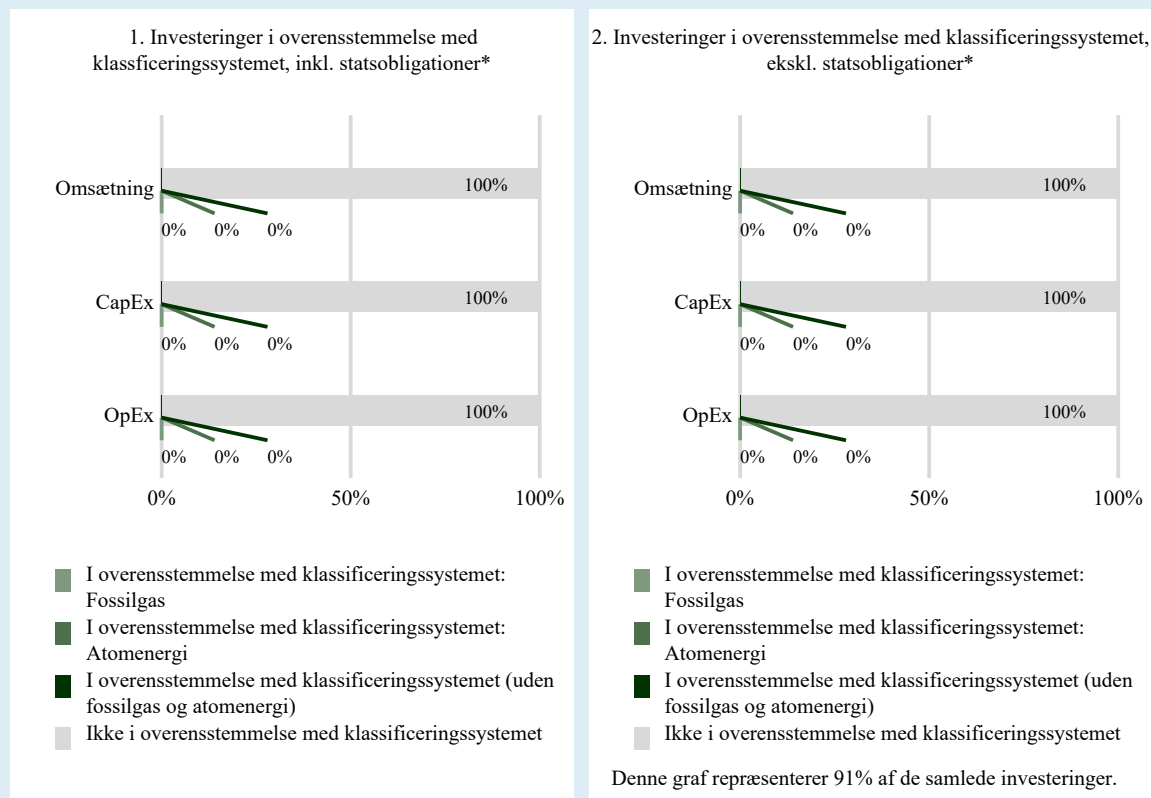 1. Investeringer i overensstemmelse med
klassficeringssystemet, inkl. statsobligationer*
Omsætning
100%
0% 0% 0%
CapEx
100%
0% 0% 0%
OpEx
100%
0% 0% 0%
0% 50% 100%
I overensstemmelse med klassificeringssystemet:
Fossilgas
I overensstemmelse med klassificeringssystemet:
Atomenergi
I overensstemmelse med klassificeringssystemet (uden
fossilgas og atomenergi)
Ikke i overensstemmelse med klassificeringssystemet
2. Investeringer i overensstemmelse med klassificeringssystemet,
ekskl. statsobligationer*
Omsætning
100%
0% 0% 0%
CapEx
100%
0% 0% 0%
OpEx
100%
0% 0% 0%
0% 50% 100%
I overensstemmelse med klassificeringssystemet:
Fossilgas
I overensstemmelse med klassificeringssystemet:
Atomenergi
I overensstemmelse med klassificeringssystemet (uden
fossilgas og atomenergi)
Ikke i overensstemmelse med klassificeringssystemet
Denne graf repræsenterer 91% af de samlede investeringer.